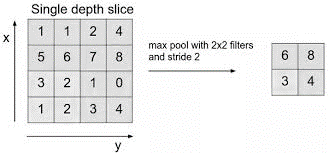 Single depth slice
x
1 1 2 4
5 6 7 8
3 2 1 0
1 2 3 4
y
max pool with 2x2 filters
and stride 2
6 8
3 4